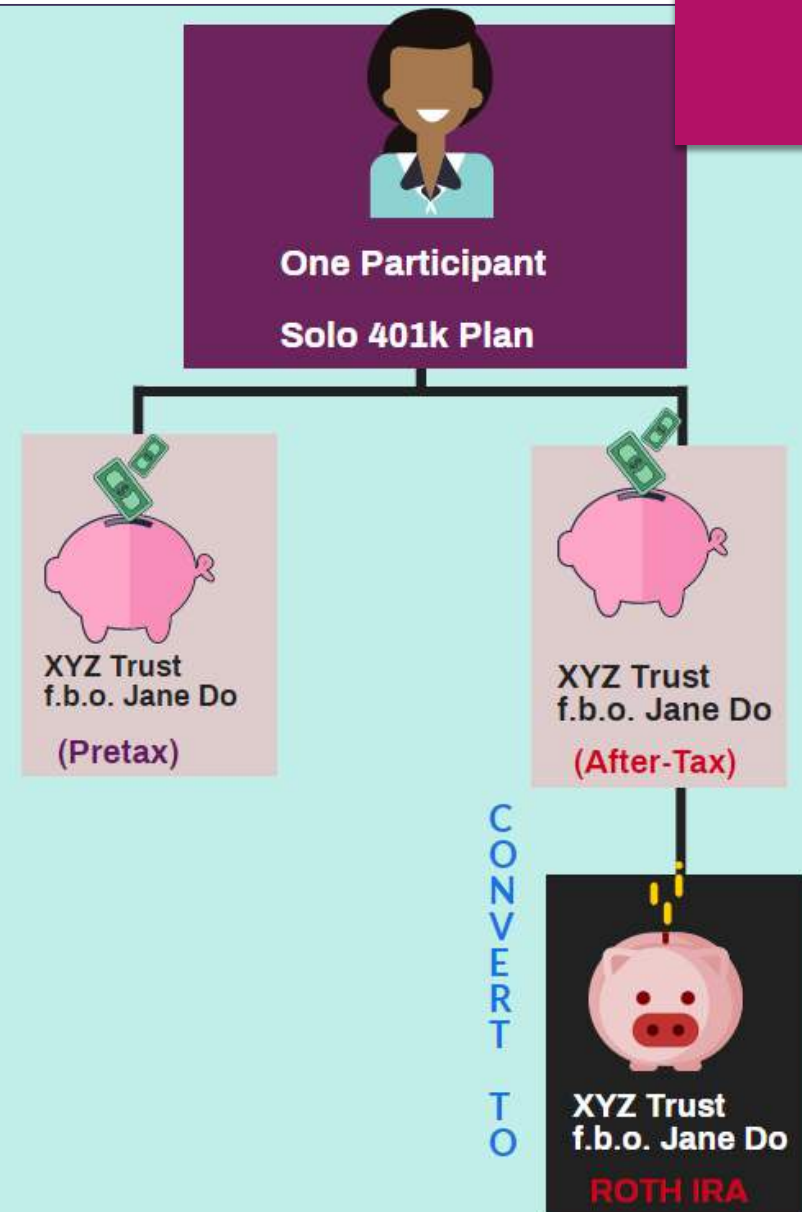 One Participant
Solo 401k Plan
XYZ Trust
f.b.o. Jane Do
(Pretax)
XYZ Trust
f.b.o. Jane Do
(After-Tax)
CONVERT TO
XYZ Trust
f.b.o. Jane Do
ROTH IRA